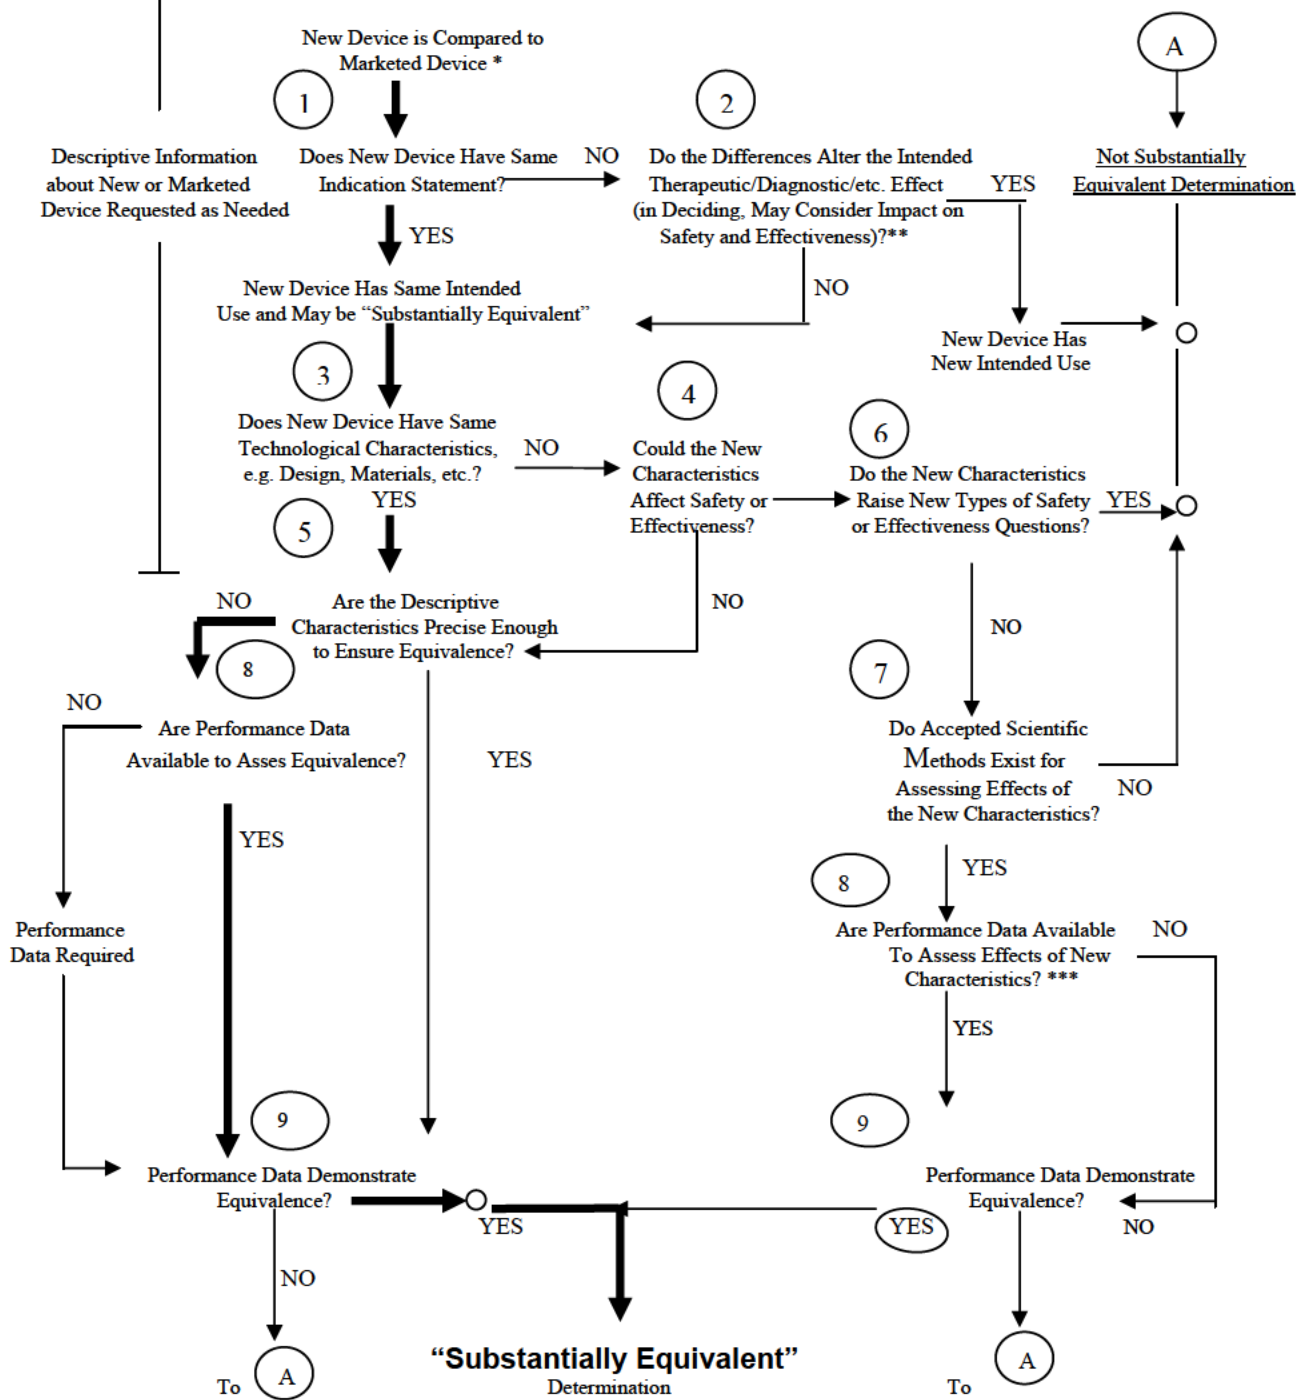 New Device is Compared to
Marketed Device *
A
1
2
Descriptive Information
about New or Marketed
Device Requested as Needed
Does New Device Have Same
Indication Statement?
NO
Do the Differences Alter the Intended
Therapeutic/Diagnostic/etc. Effect
(in Deciding, May Consider Impact on
Safety and Effectiveness)?**
YES
Not Substantially
Equivalent Determination
YES
NO
New Device Has Same Intended
Use and May be “Substantially Equivalent”
New Device Has
New Intended Use
3
4
6
Does New Device Have Same
Technological Characteristics,
e.g. Design, Materials, etc.?
NO
Could the New
Characteristics
Affect Safety or
Effectiveness?
Do the New Characteristics
Raise New Types of Safety
or Effectiveness Questions?
YES
YES
5
NO
Are the Descriptive
Characteristics Precise Enough
to Ensure Equivalence?
NO
NO
8
7
NO
Are Performance Data
Available to Asses Equivalence?
YES
Do Accepted Scientific
Methods Exist for
Assessing Effects of
the New Characteristics?
NO
YES
YES
8
Performance
Data Required
Are Performance Data Available
To Assess Effects of New
Characteristics? ***
NO
YES
9
9
Performance Data Demonstrate
Equivalence?
YES
Performance Data Demonstrate
Equivalence?
YES
NO
NO
“Substantially Equivalent”
Determination
To
A
To
A